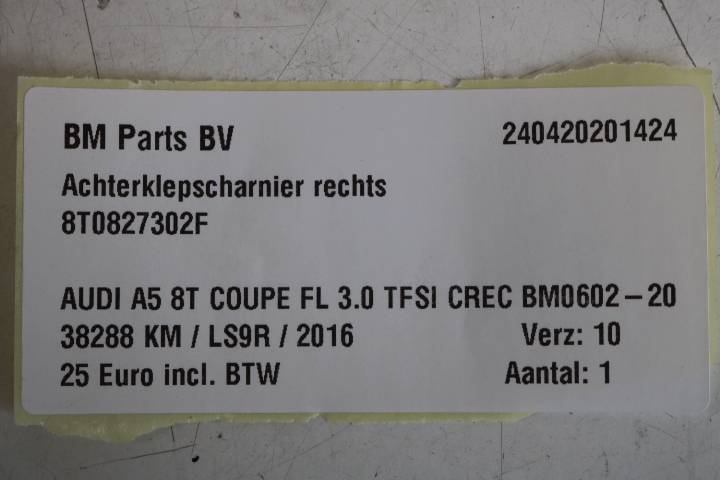 BM Parts BV 240420201424
Achterklepscharnier rechts
8T0827302F
AUDI A5 8T COUPE FL 3.0 TFSI CREC BM0602-20
38288 KM / LS9R / 2016 Verz: 10
25 Euro incl. BTW Aantal: 1